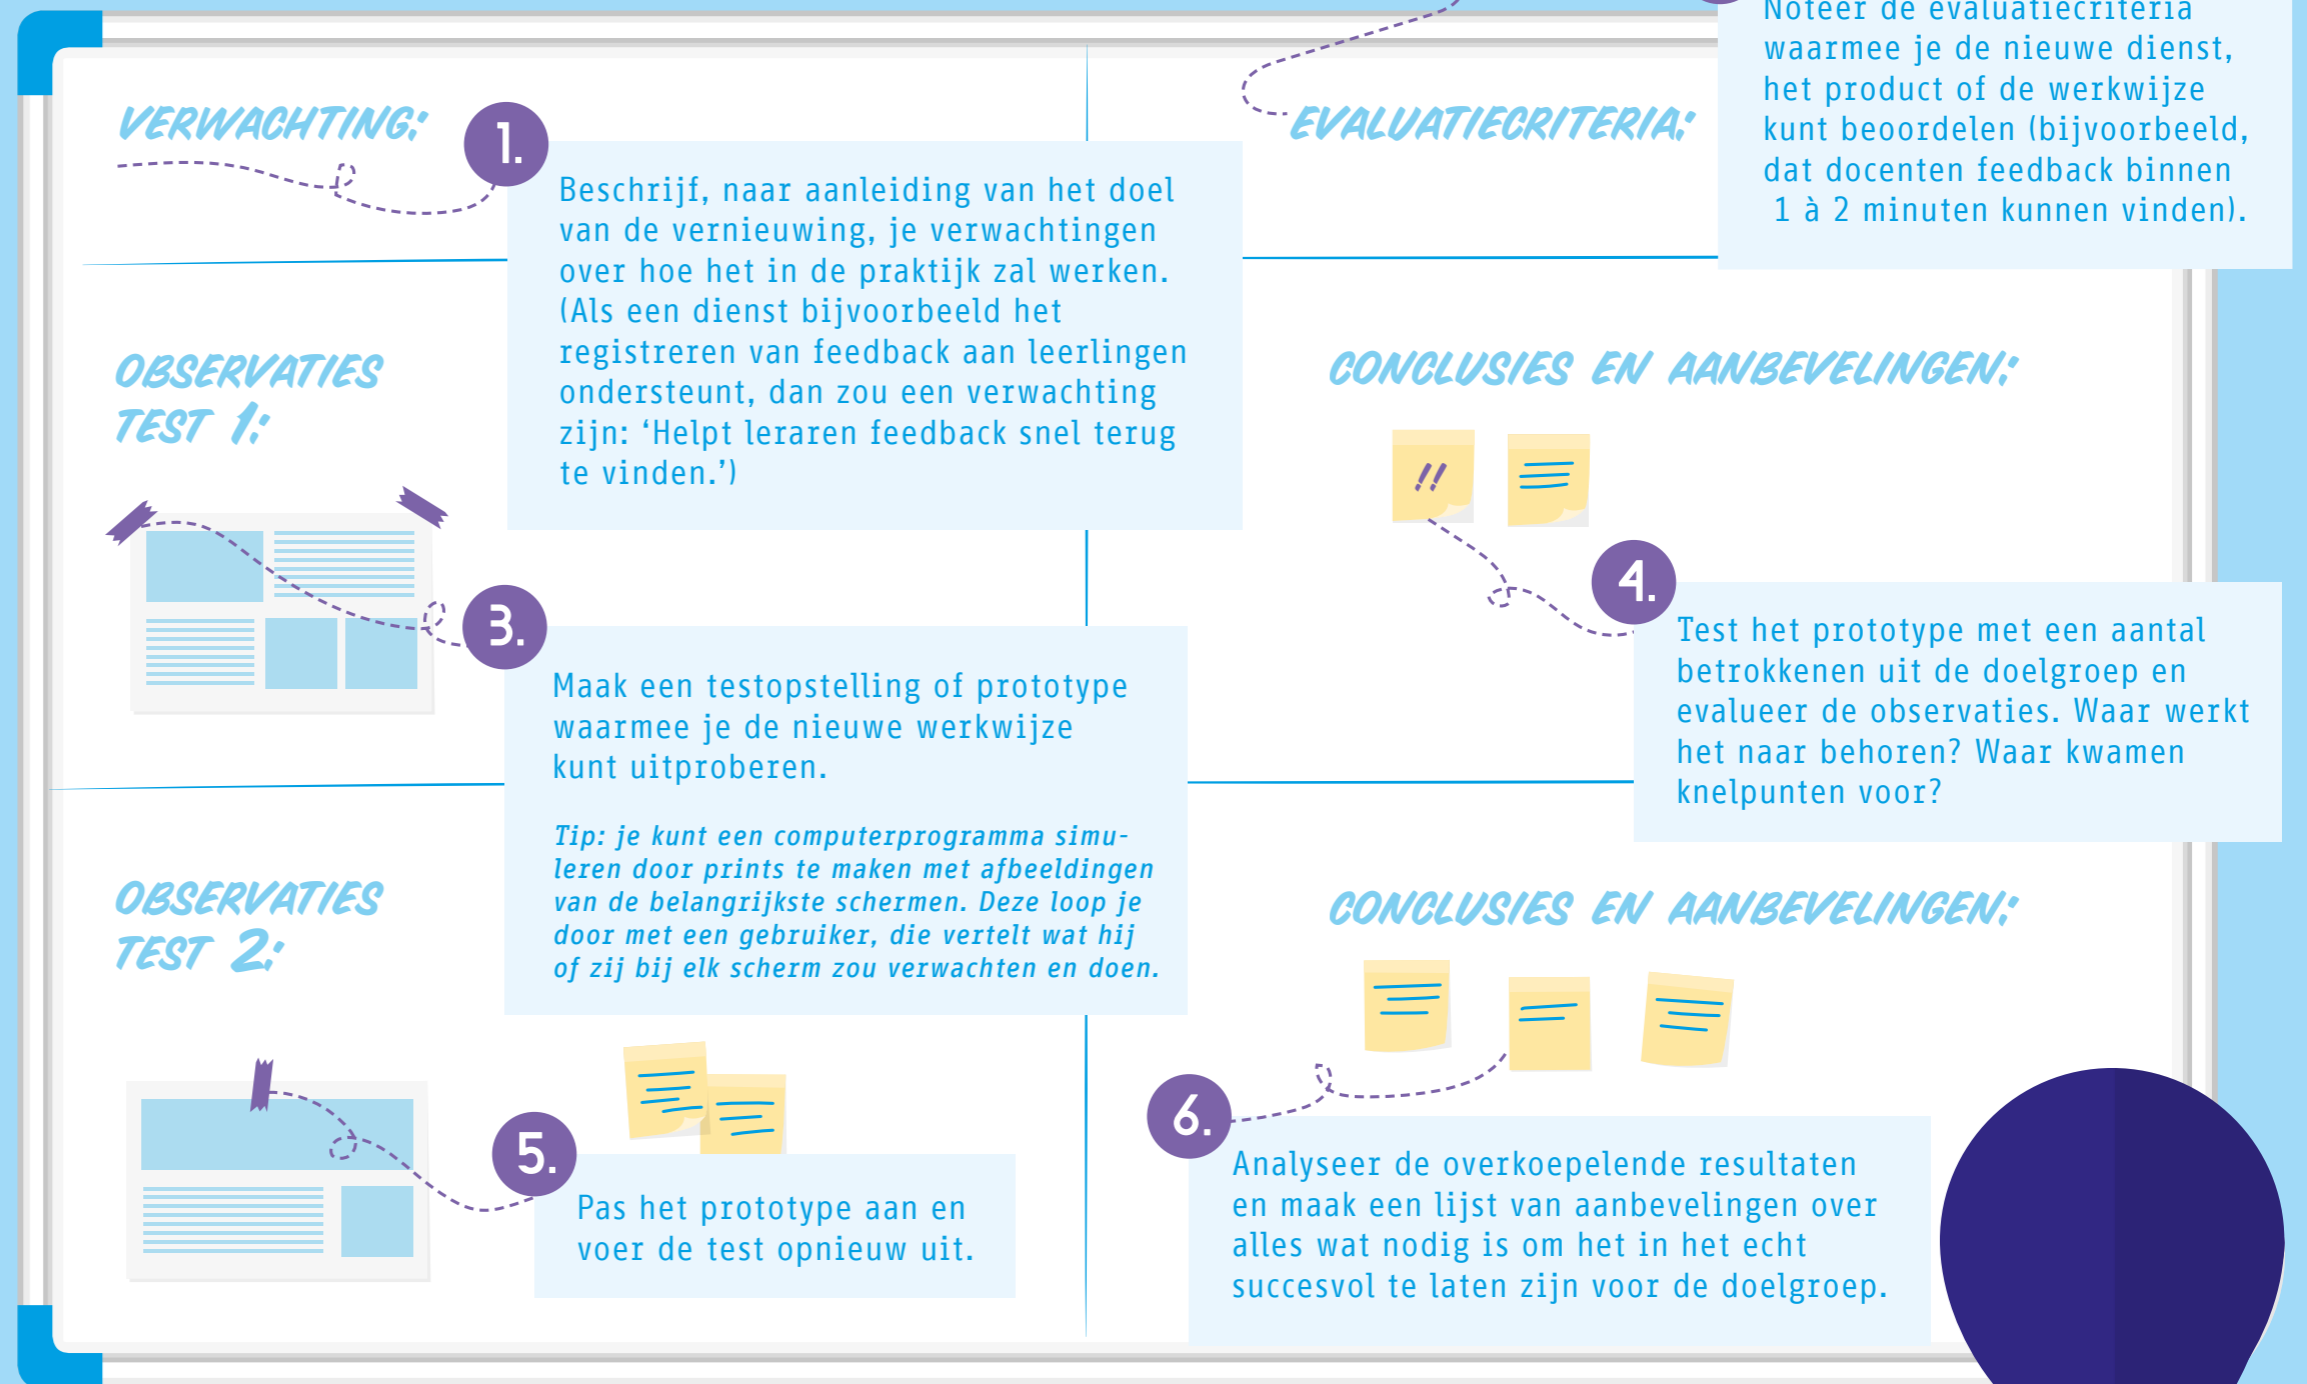 VERWACHTING:
1.
Beschrijf, naar aanleiding van het doel
van de vernieuwing, je verwachtingen
over hoe het in de praktijk zal werken.
(Als een dienst bijvoorbeeld het
registreren van feedback aan leerlingen
ondersteunt, dan zou een verwachting
zijn: ‘Helpt leraren feedback snel terug
te vinden.’)
EVALUATIECRITERIA:
Noteer de evaluatiecriteria
waarmee je de nieuwe dienst,
het product of de werkwijze
kunt beoordelen (bijvoorbeeld,
dat docenten feedback binnen
1 à 2 minuten kunnen vinden).
OBSERVATIES
TEST 1:
3.
Maak een testopstelling of prototype
waarmee je de nieuwe werkwijze
kunt uitproberen.
Tip: je kunt een computerprogramma simu-
leren door prints te maken met afbeeldingen
van de belangrijkste schermen. Deze loop je
door met een gebruiker, die vertelt wat hij
of zij bij elk scherm zou verwachten en doen.
CONCLUSIES EN AANBEVELINGEN:
!!
4.
Test het prototype met een aantal
betrokkenen uit de doelgroep en
evalueer de observaties. Waar werkt
het naar behoren? Waar kwamen
knelpunten voor?
OBSERVATIES
TEST 2:
5.
Pas het prototype aan en
voer de test opnieuw uit.
CONCLUSIES EN AANBEVELINGEN:
6.
Analyseer de overkoepelende resultaten
en maak een lijst van aanbevelingen over
alles wat nodig is om het in het echt
succesvol te laten zijn voor de doelgroep.